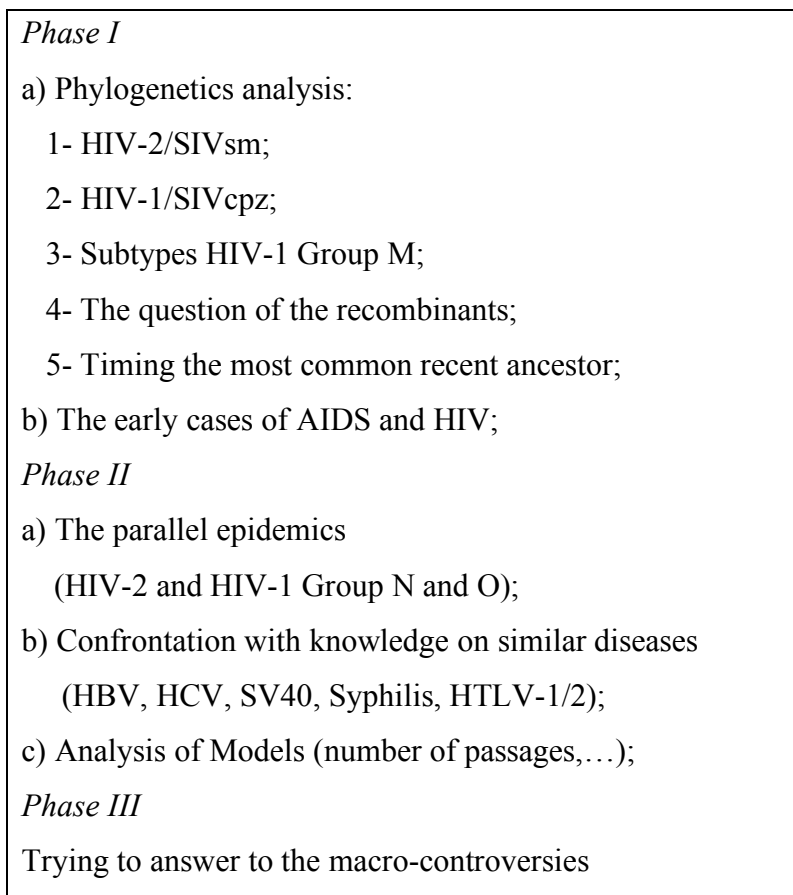 Phase I
a) Phylogenetics analysis:
1- HIV-2/SIVsm;
2- HIV-1/SIVcpz;
3- Subtypes HIV-1 Group M;
4- The question of the recombinants;
5- Timing the most common recent ancestor;
b) The early cases of AIDS and HIV;
Phase II
a) The parallel epidemics
(HIV-2 and HIV-1 Group N and O);
b) Confrontation with knowledge on similar diseases
(HBV, HCV, SV40, Syphilis, HTLV-1/2);
c) Analysis of Models (number of passages,…);
Phase III
Trying to answer to the macro-controversies